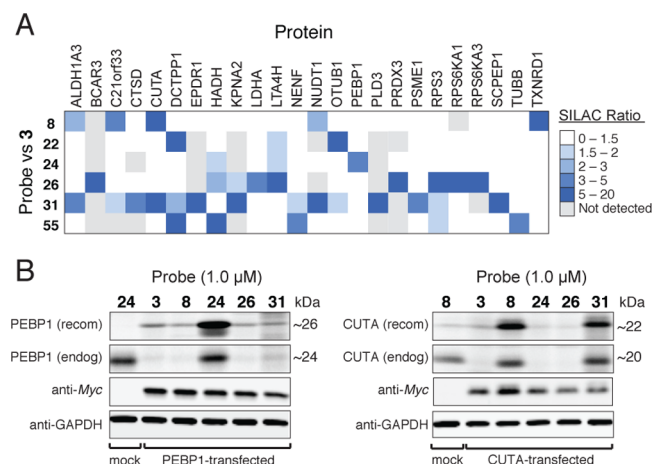 A
Protein
ALDH1A3
BCAR3
C21orf33
CTSD
CUTA
DCTPP1
EPDR1
HADH
KPNA2
LDHA
LTA4H
NENF
NUDT1
OTUB1
PEBP1
PLD3
PRDX3
PSME1
RPS3
RPS6KA1
RPS6KA3
SCPEP1
TUBB
TXNRD1
Probe vs 3
8
22
24
26
31
55
SILAC Ratio
0 – 1.5
1.5 – 2
2 – 3
3 – 5
5 – 20
Not detected
B
Probe (1.0 µM)
24 3 8 24 26 31 kDa
PEBP1 (recom) ~26
PEBP1 (endog) ~24
anti-Myc
anti-GAPDH
mock PEBP1-transfected
Probe (1.0 µM)
8 3 8 24 26 31 kDa
CUTA (recom) ~22
CUTA (endog) ~20
anti-Myc
anti-GAPDH
mock CUTA-transfected